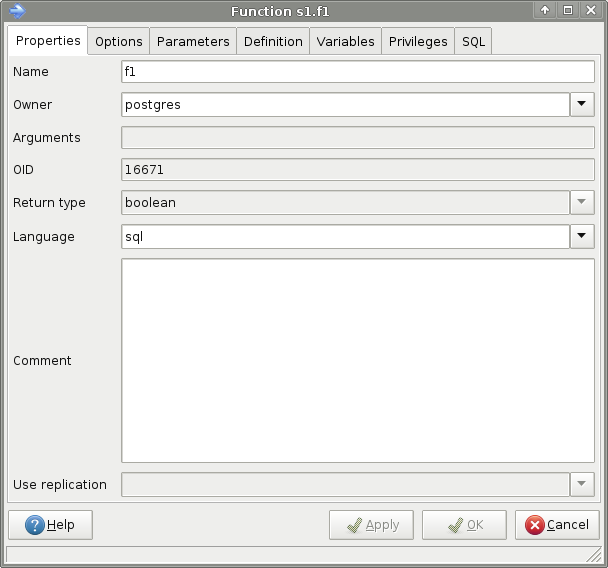 Function s1.f1
Properties Options Parameters Definition Variables Privileges SQL
Name f1
Owner postgres
Arguments
OID 16671
Return type boolean
Language sql
Comment
Use replication
Help Apply OK Cancel